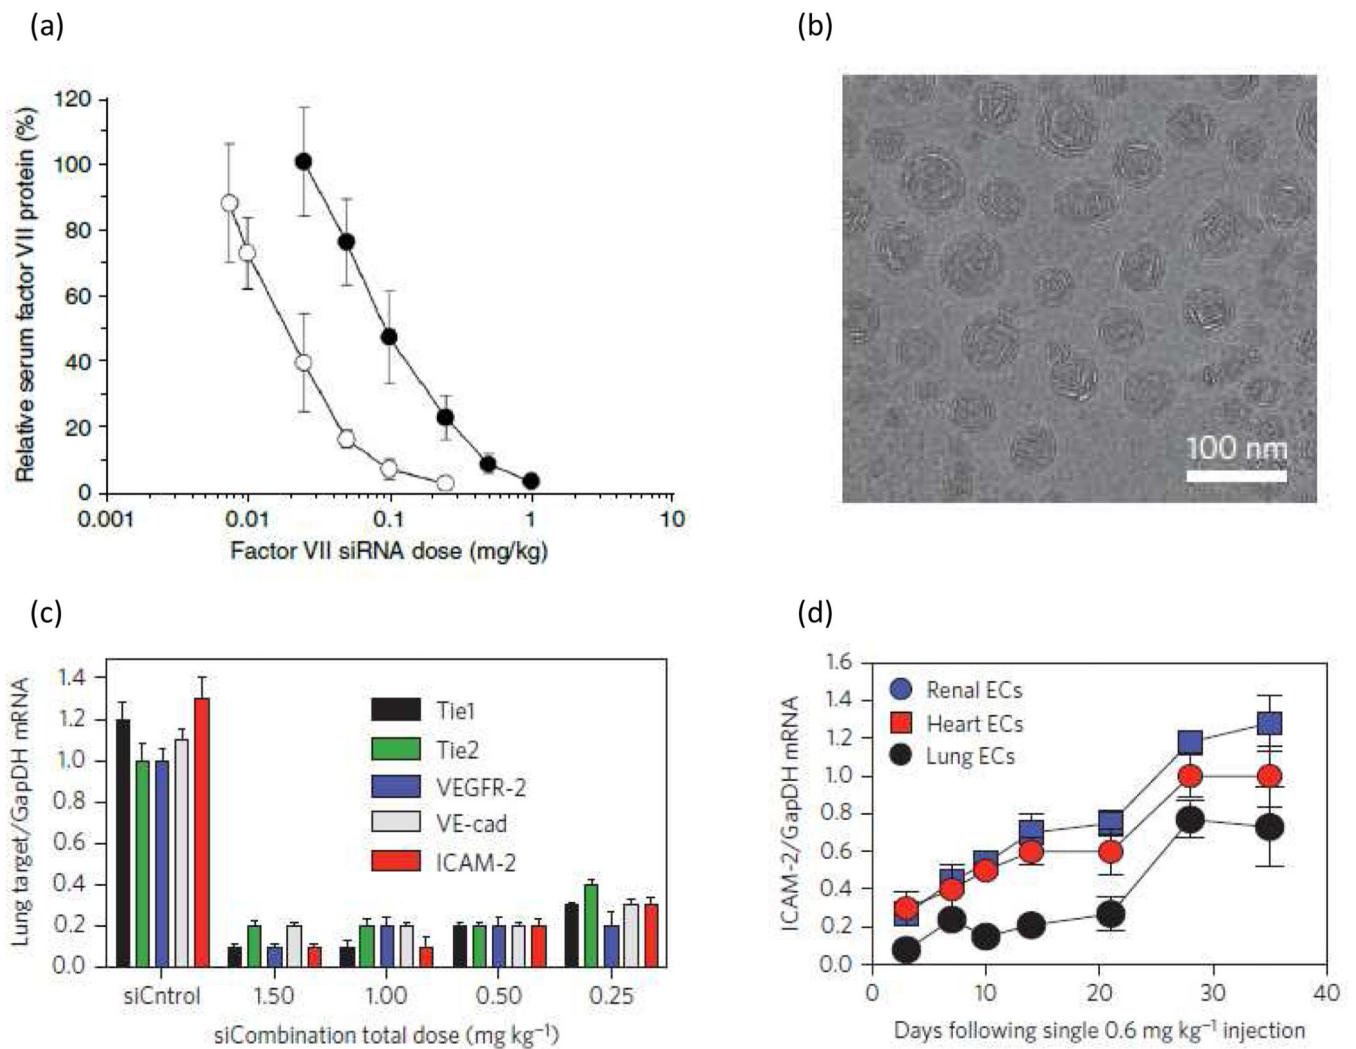 (a)
Relative serum factor VII protein (%)
120
100
80
60
40
20
0
0.001
0.01
0.1
1
10
Factor VII siRNA dose (mg/kg)
(b)
100 nm
(c)
Lung target/GapDH mRNA
1.4
1.2
1.0
0.8
0.6
0.4
0.2
0.0
Tie1
Tie2
VEGFR-2
VE-cad
ICAM-2
siCntrol
1.50
1.00
0.50
0.25
siCombination total dose (mg kg⁻¹)
(d)
ICAM-2/GapDH mRNA
1.6
1.4
1.2
1.0
0.8
0.6
0.4
0.2
0.0
Renal ECs
Heart ECs
Lung ECs
0
10
20
30
40
Days following single 0.6 mg kg⁻¹ injection